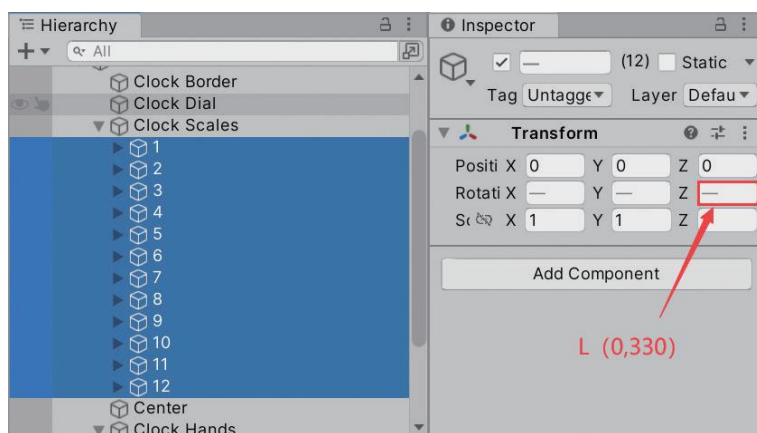 Hierarchy
All
Clock Border
Clock Dial
Clock Scales
1
2
3
4
5
6
7
8
9
10
11
12
Center
Clock Hands
Inspector
— (12) Static
Tag Untagge Layer Defau
Transform
Positi X 0 Y 0 Z 0
Rotati X — Y — Z —
Sc X 1 Y 1 Z
Add Component
L (0,330)